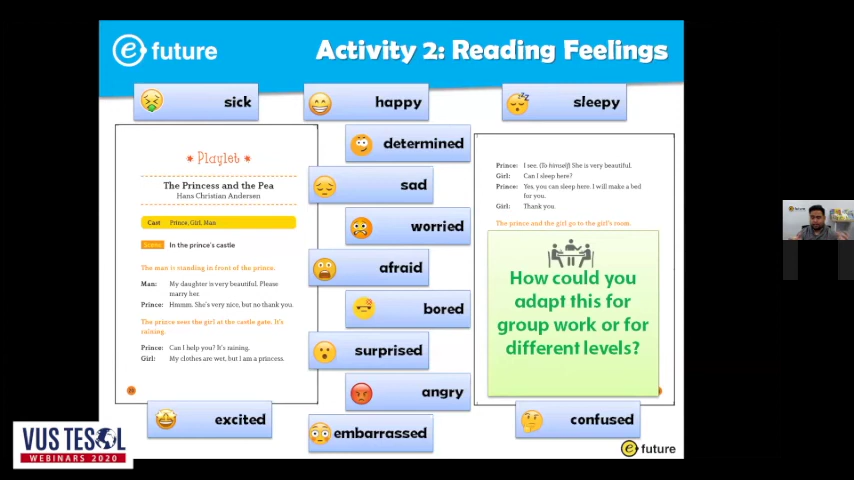 e future
Activity 2: Reading Feelings
sick
happy
sleepy
determined
sad
worried
afraid
bored
surprised
angry
embarrassed
excited
confused
* Playlet *
The Princess and the Pea
Hans Christian Andersen
Cast Prince, Girl, Man
Scene In the prince's castle
The man is standing in front of the prince.
Man: My daughter is very beautiful. Please
marry her.
Prince: Hmmm. She's very nice, but no thank you.
The prince sees the girl at the castle gate. It's
raining.
Prince: Can I help you? It's raining.
Girl: My clothes are wet, but I am a princess.
Prince: I see. (To himself) She is very beautiful.
Girl: Can I sleep here?
Prince: Yes, you can sleep here. I will make a bed
for you.
Girl: Thank you.
The prince and the girl go to the girl's room.
How could you
adapt this for
group work or for
different levels?
VUS TESOL
WEBINARS 2020
e future